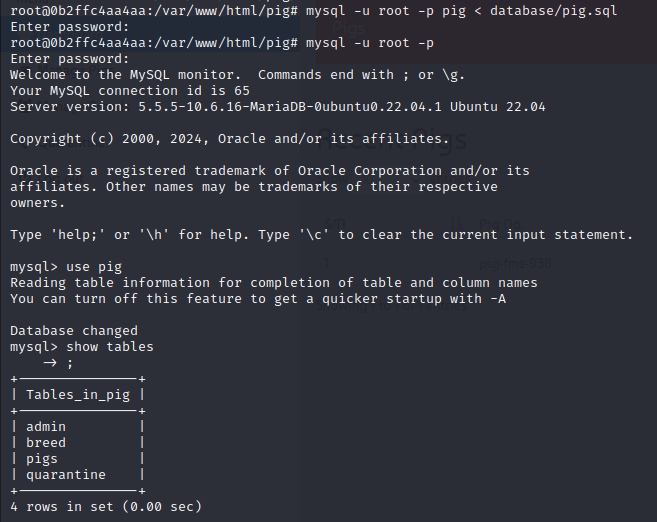 root@0b2ffc4aa4aa:/var/www/html/pig# mysql -u root -p pig < database/pig.sql
Enter password:
root@0b2ffc4aa4aa:/var/www/html/pig# mysql -u root -p
Enter password:
Welcome to the MySQL monitor.  Commands end with ; or \g.
Your MySQL connection id is 65
Server version: 5.5.5-10.6.16-MariaDB-0ubuntu0.22.04.1 Ubuntu 22.04

Copyright (c) 2000, 2024, Oracle and/or its affiliates.

Oracle is a registered trademark of Oracle Corporation and/or its
affiliates. Other names may be trademarks of their respective
owners.

Type 'help;' or '\h' for help. Type '\c' to clear the current input statement.

mysql> use pig
Reading table information for completion of table and column names
You can turn off this feature to get a quicker startup with -A

Database changed
mysql> show tables
    -> ;
+---------------+
| Tables_in_pig |
+---------------+
| admin         |
| breed         |
| pigs          |
| quarantine    |
+---------------+
4 rows in set (0.00 sec)